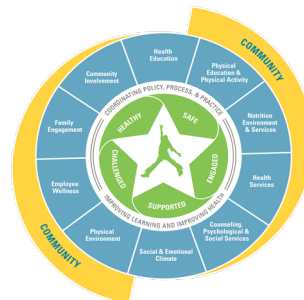 COMMUNITY
Health
Education
Physical
Education &
Physical Activity
Nutrition
Environment
& Services
Health
Services
Counseling,
Psychological &
Social Services
Social & Emotional
Climate
Physical
Environment
Employee
Wellness
Family
Engagement
Community
Involvement
COORDINATING POLICY, PROCESS, & PRACTICE
IMPROVING LEARNING AND IMPROVING HEALTH
HEALTHY
SAFE
ENGAGED
SUPPORTED
CHALLENGED
COMMUNITY